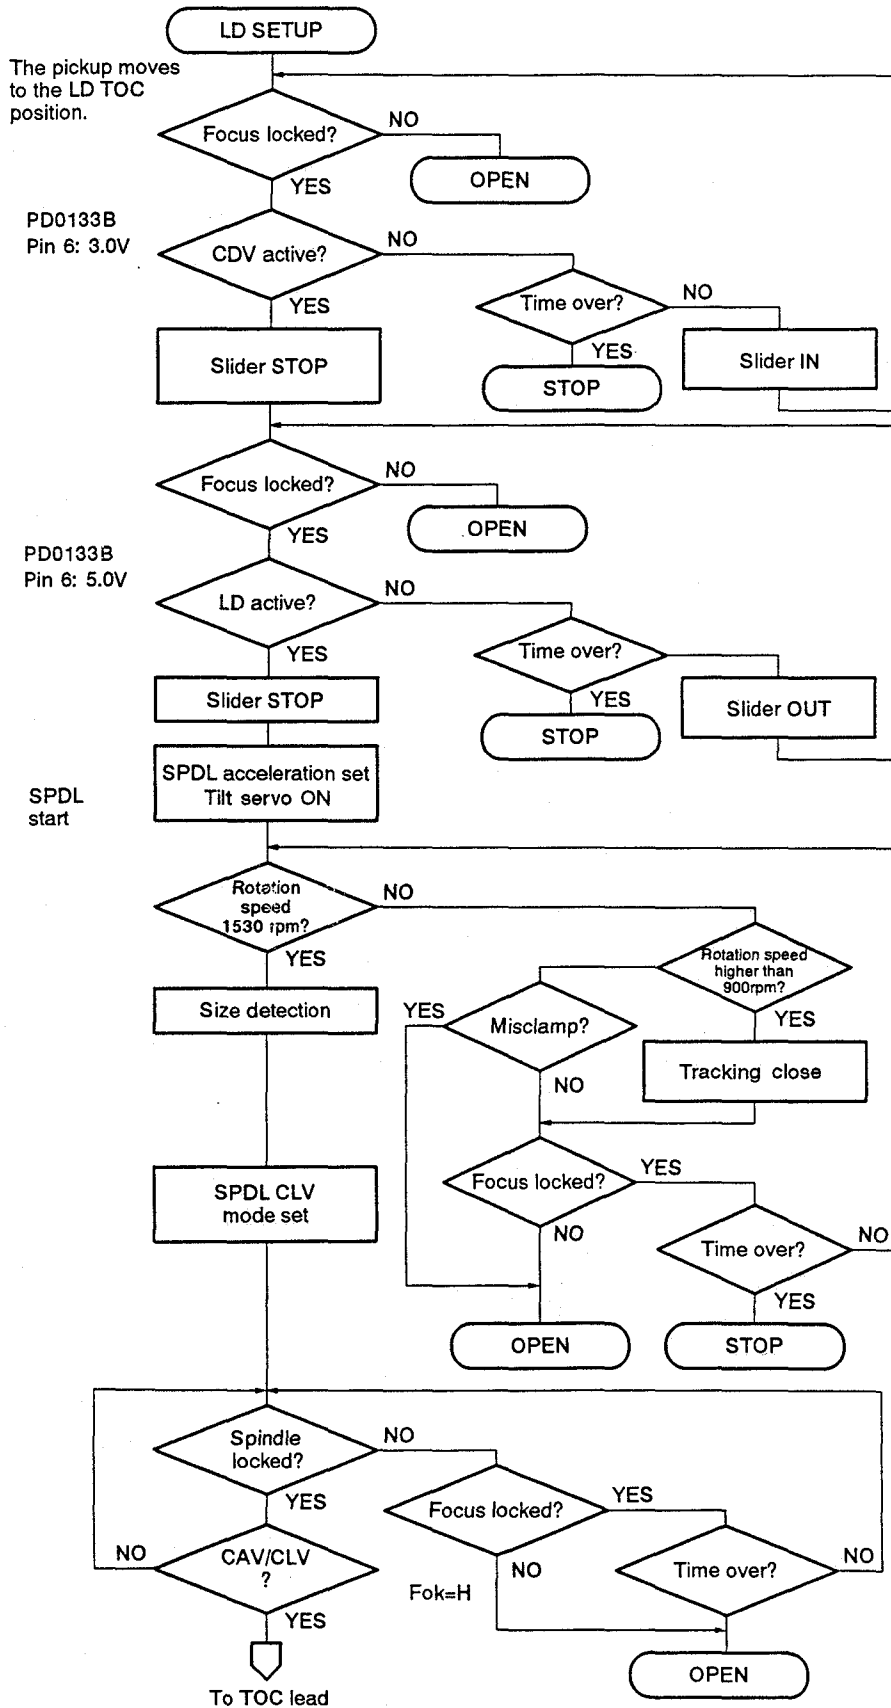 LD SETUP
The pickup moves
to the LD TOC
position.
Focus locked?
NO
OPEN
YES
PD0133B
Pin 6: 3.0V
CDV active?
NO
YES
Time over?
NO
YES
Slider STOP
Slider IN
STOP
Focus locked?
NO
OPEN
YES
PD0133B
Pin 6: 5.0V
LD active?
NO
YES
Time over?
YES
Slider STOP
Slider OUT
STOP
SPDL acceleration set
Tilt servo ON
SPDL
start
Rotation
speed
1530 rpm?
NO
YES
Rotation speed
higher than
900rpm?
YES
Size detection
YES
Misclamp?
NO
Tracking close
SPDL CLV
mode set
Focus locked?
YES
NO
Time over?
NO
YES
OPEN
STOP
Spindle
locked?
NO
YES
Focus locked?
YES
NO
Fok=H
CAV/CLV
?
NO
YES
Time over?
NO
YES
OPEN
To TOC lead